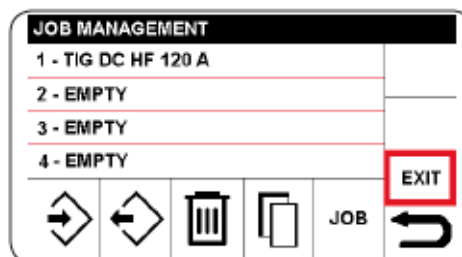 JOB MANAGEMENT
1 - TIG DC HF 120 A
2 - EMPTY
3 - EMPTY
4 - EMPTY
EXIT
JOB